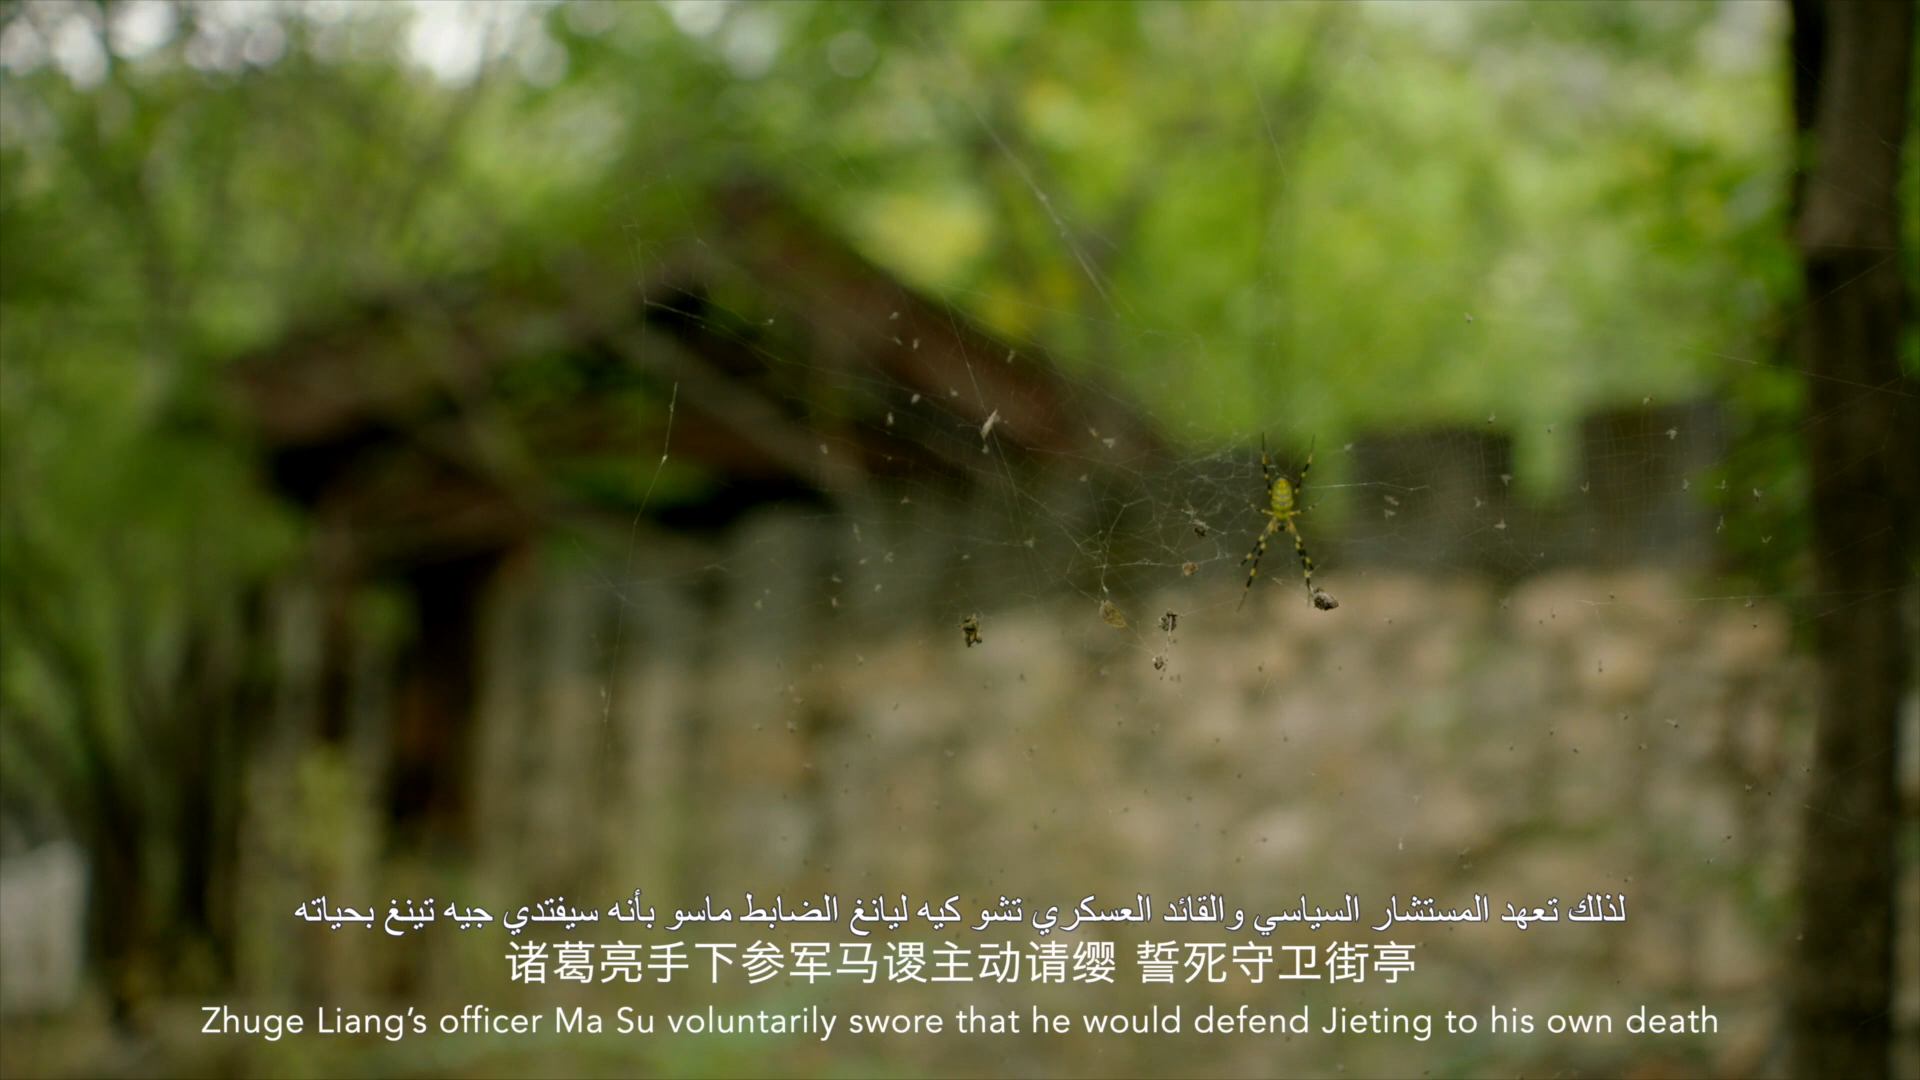 لذلك تعهد المستشار السياسي والقائد العسكري تشو كيه ليانغ الضابط ماسو بأنه سيفتدي جيه تينغ بحياته
诸葛亮手下参军马谡主动请缨 誓死守卫街亭
Zhuge Liang’s officer Ma Su voluntarily swore that he would defend Jieting to his own death